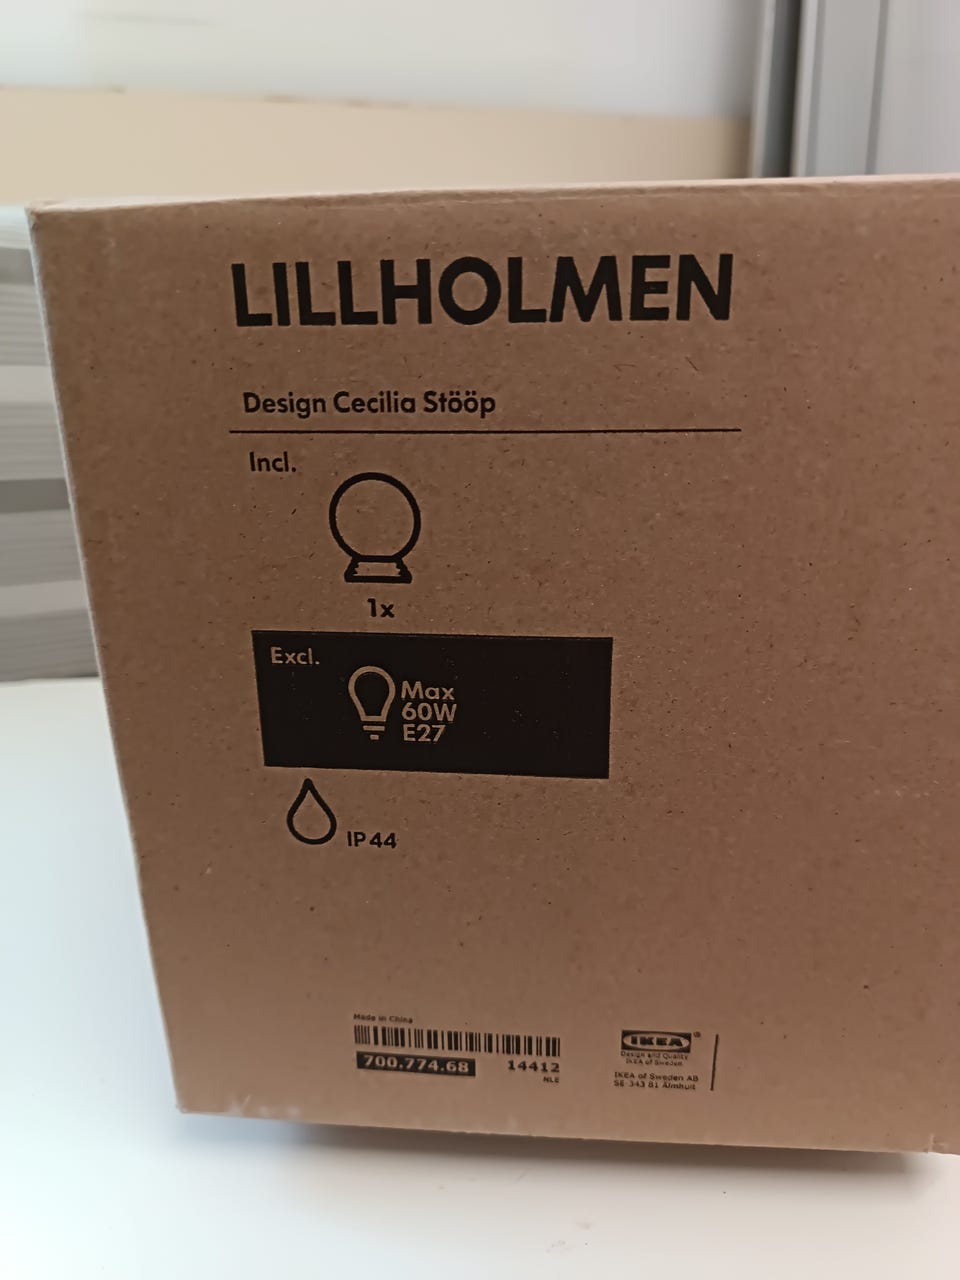 LILLHOLMEN
Design Cecilia Stööp
Incl.
1x
Excl.
Max
60W
E27
IP44
Made in China
700.774.68
14412
NLE
IKEA®
Design and Quality
IKEA of Sweden
IKEA of Sweden AB
SE-343 81 Älmhult